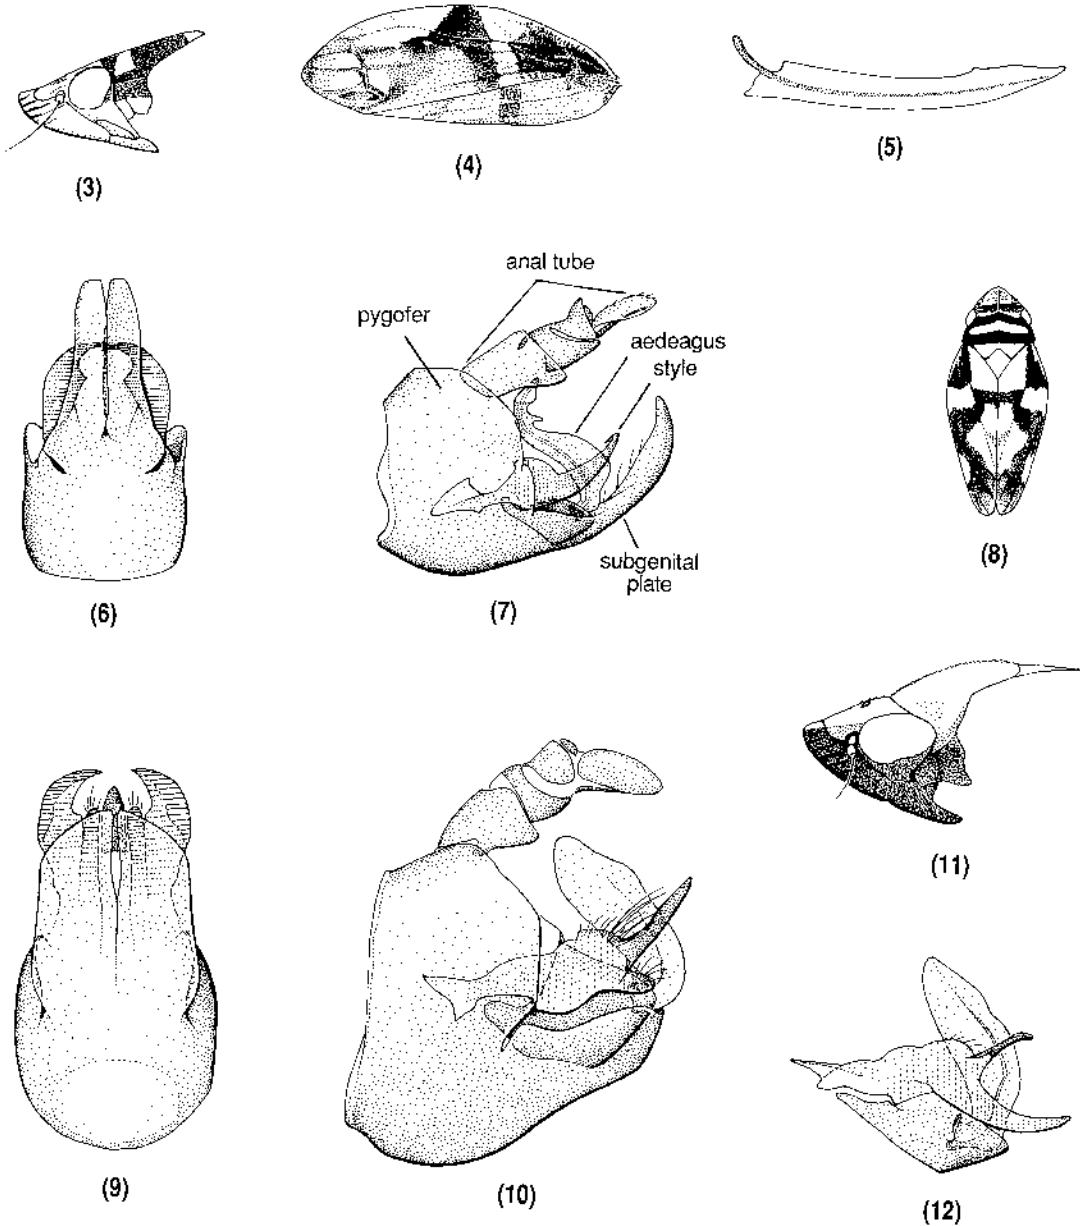 (3)
(4)
(5)
anal tube
pygofer
aedeagus
style
subgenital
plate
(6)
(7)
(8)
(9)
(10)
(11)
(12)